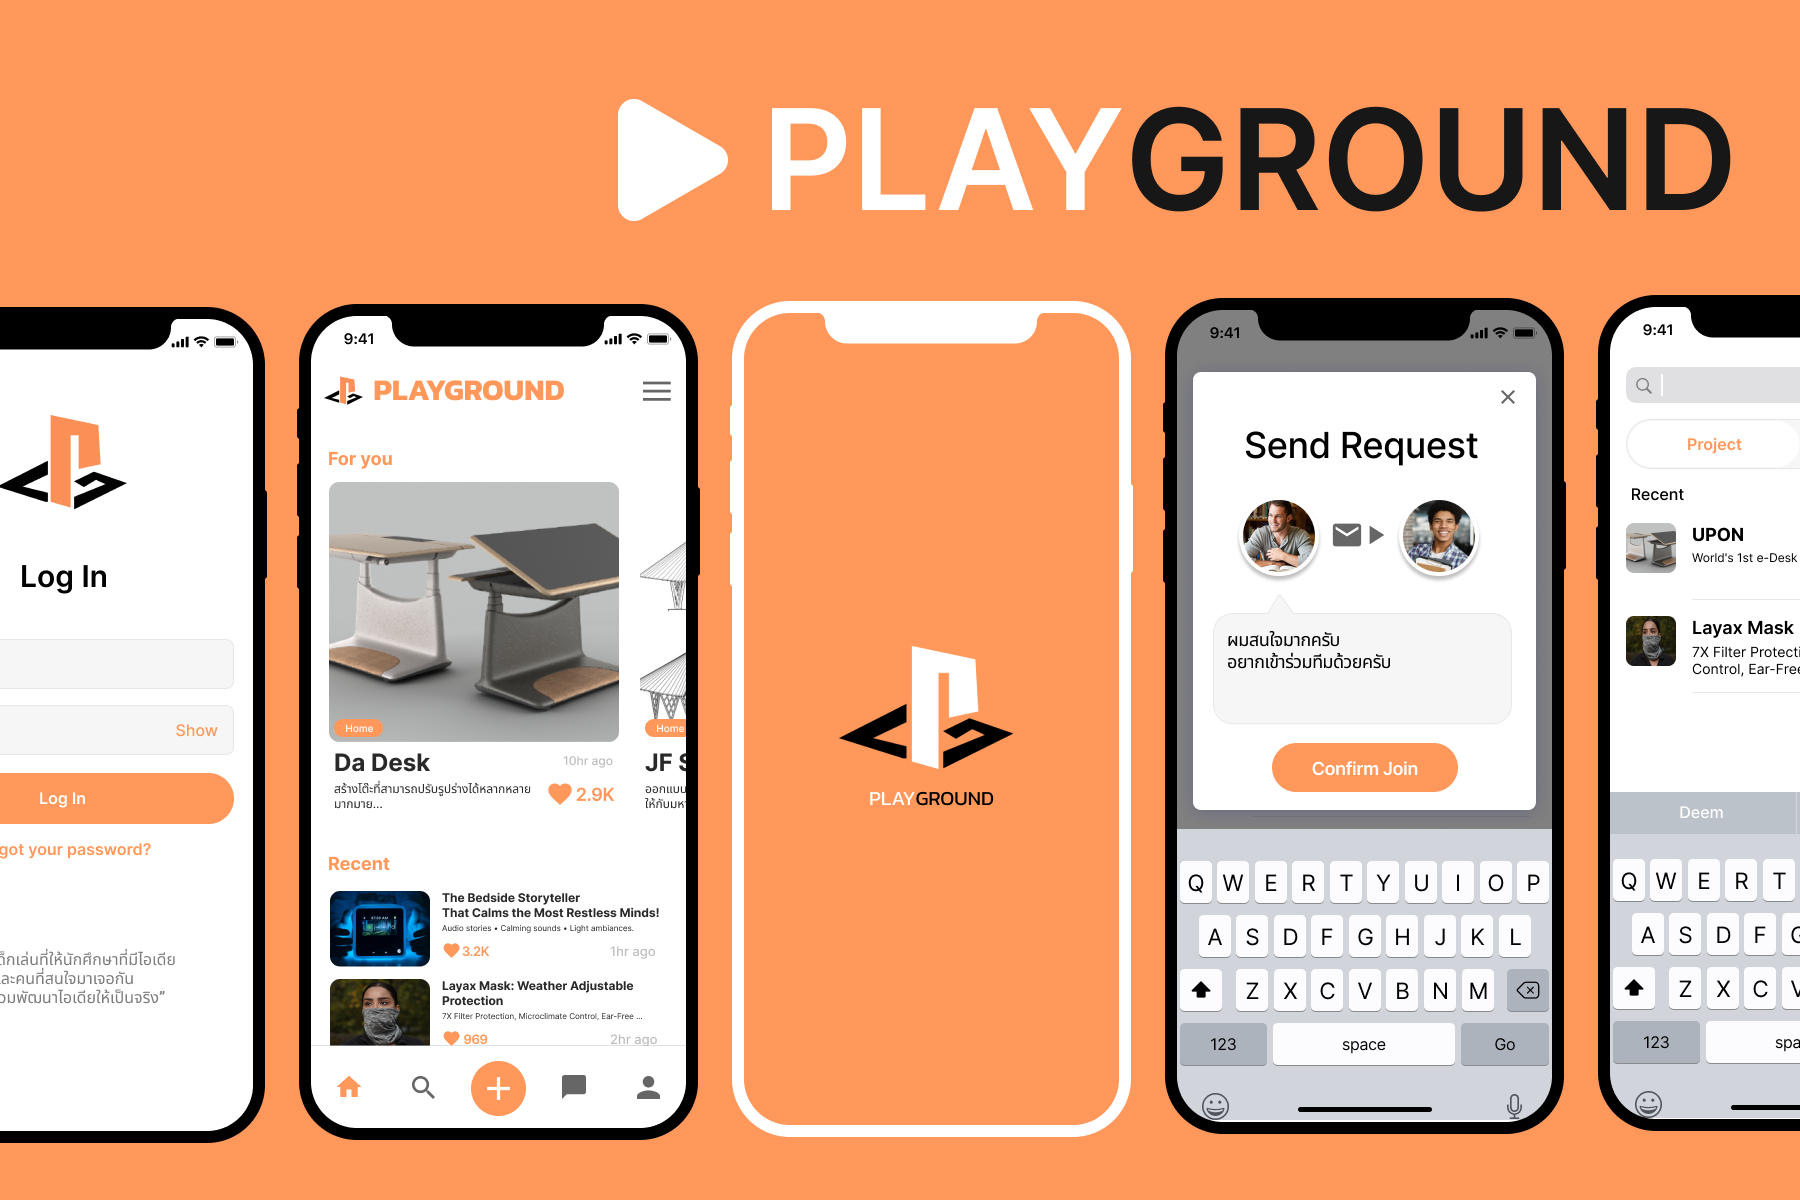 PLAYGROUND
Log In
Show
Log In
got your password?
เด็กเล่นที่ให้นักศึกษาที่มีไอเดีย
และคนที่สนใจมาเจอกัน
วมพัฒนาไอเดียให้เป็นจริง”
9:41
PLAYGROUND
For you
Home
Da Desk
10hr ago
สร้างโต๊ะที่สามารถปรับรูปร่างได้หลากหลาย
มากมาย...
2.9K
Home
JF S
ออกแบบ
ให้กับมห
Recent
The Bedside Storyteller
That Calms the Most Restless Minds!
Audio stories • Calming sounds • Light ambiances.
3.2K
1hr ago
Layax Mask: Weather Adjustable
Protection
7X Filter Protection, Microclimate Control, Ear-Free ...
969
2hr ago
PLAYGROUND
9:41
Send Request
ผมสนใจมากครับ
อยากเข้าร่วมทีมด้วยครับ
Confirm Join
Q W E R T Y U I O P
A S D F G H J K L
Z X C V B N M
123 space Go
9:41
Project
Recent
UPON
World's 1st e-Desk
Layax Mask
7X Filter Protecti
Control, Ear-Free
Deem
Q W E R T
A S D F G
Z X C V
123 spa